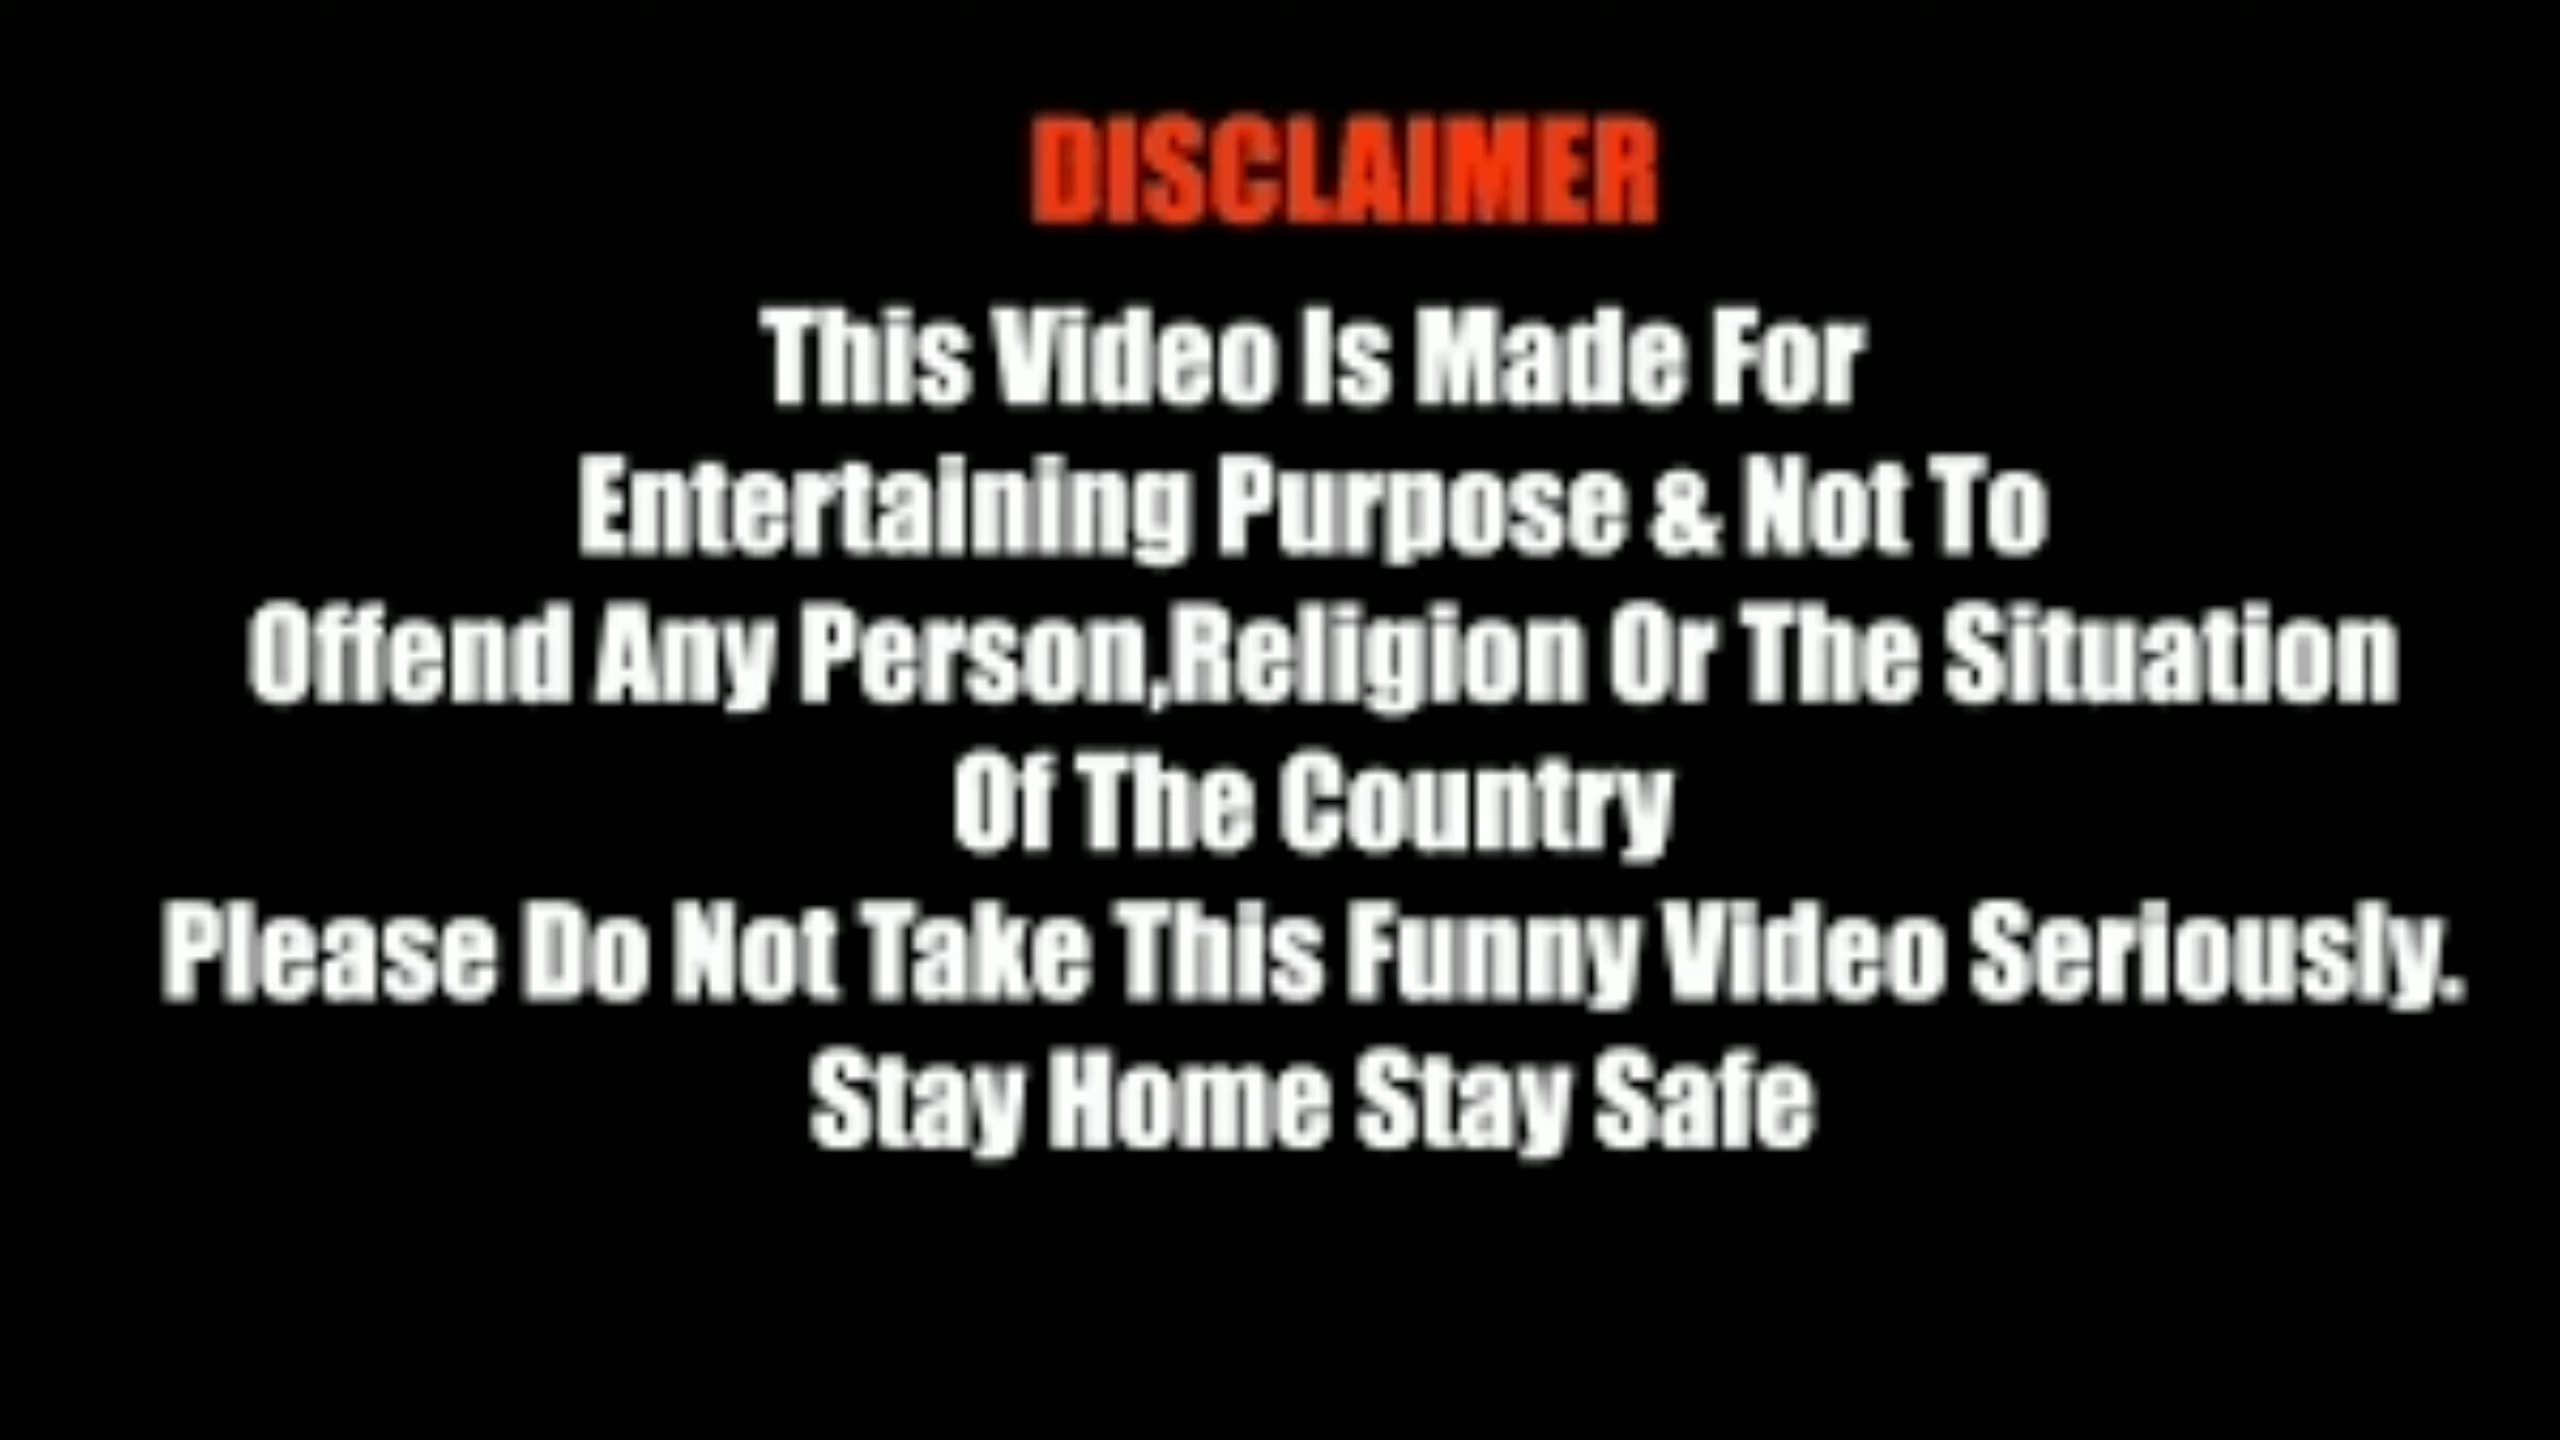 DISCLAIMER
This Video Is Made For
Entertaining Purpose & Not To
Offend Any Person,Religion Or The Situation
Of The Country
Please Do Not Take This Funny Video Seriously.
Stay Home Stay Safe